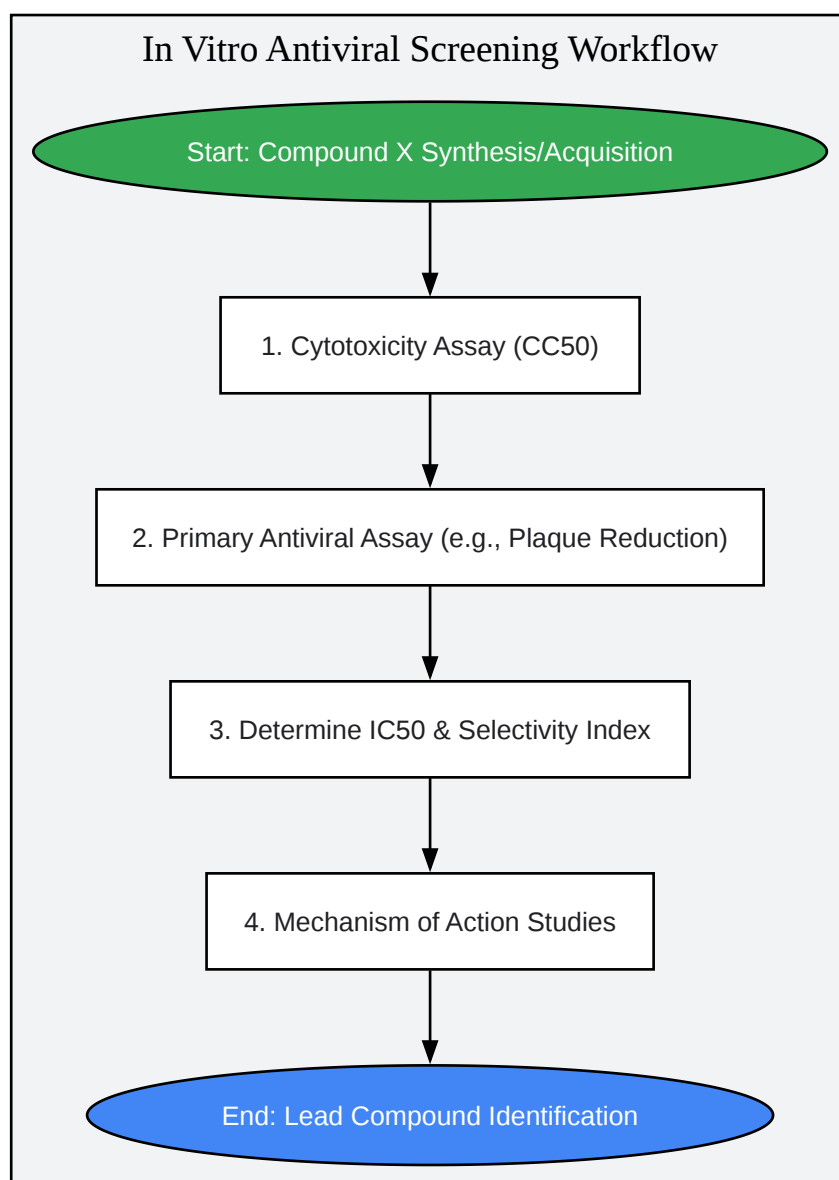 In Vitro Antiviral Screening Workflow
Start: Compound X Synthesis/Acquisition
1. Cytotoxicity Assay (CC50)
2. Primary Antiviral Assay (e.g., Plaque Reduction)
3. Determine IC50 & Selectivity Index
4. Mechanism of Action Studies
End: Lead Compound Identification